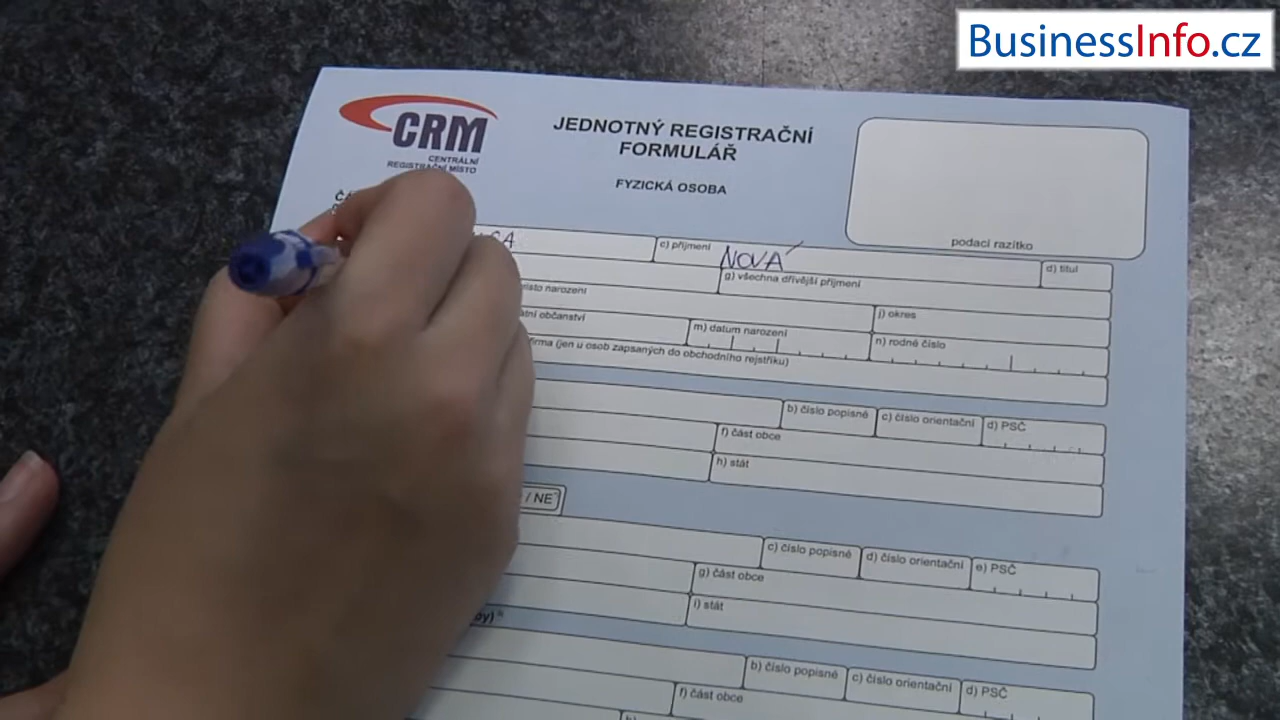 BusinessInfo.cz
CRM
CENTRÁLNÍ
REGISTRAČNÍ MÍSTO
JEDNOTNÝ REGISTRAČNÍ
FORMULÁŘ
FYZICKÁ OSOBA
podací razítko
c) příjmení NOVÁ
d) titul
g) všechna dřívější příjmení
místo narození
j) okres
občanství
m) datum narození
n) rodné číslo
firma (jen u osob zapsaných do obchodního rejstříku)
b) číslo popisné
c) číslo orientační
d) PSČ
f) část obce
h) stát
/ NE
c) číslo popisné
d) číslo orientační
e) PSČ
g) část obce
i) stát
b) číslo popisné
c) číslo orientační
d) PSČ
f) část obce